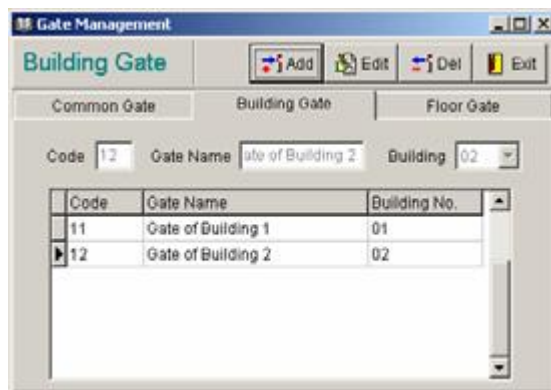 Gate Management
Building Gate Add Edit Del Exit
Common Gate Building Gate Floor Gate
Code 12 Gate Name ate of Building 2 Building 02
Code Gate Name Building No.
11 Gate of Building 1 01
12 Gate of Building 2 02